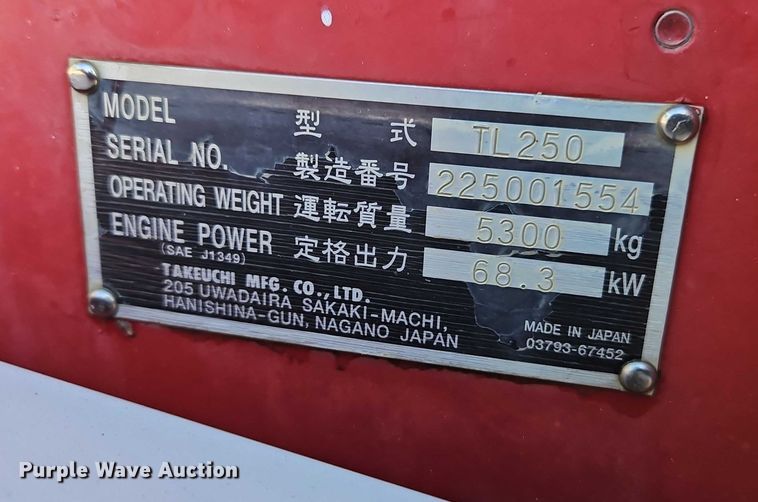 MODEL 型式 TL250
SERIAL NO. 製造番号 225001554
OPERATING WEIGHT 運転質量 5300 kg
ENGINE POWER 定格出力 68.3 kW
(SAE J1349)
TAKEUCHI MFG. CO.,LTD.
205 UWADAIRA SAKAKI-MACHI,
HANISHINA-GUN, NAGANO JAPAN
MADE IN JAPAN
03793-67452
Purple Wave Auction